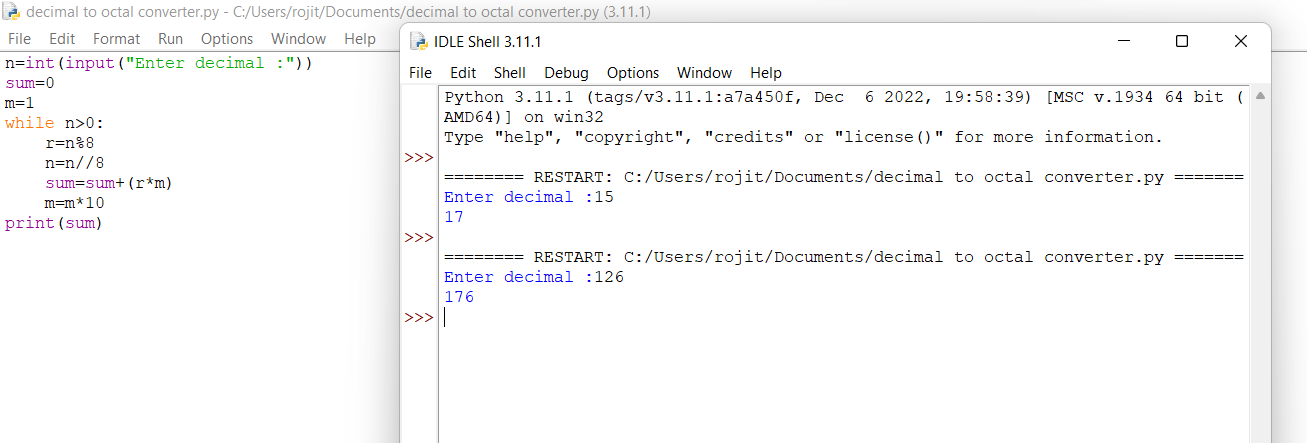 decimal to octal converter.py - C:/Users/rojit/Documents/decimal to octal converter.py (3.11.1)
File Edit Format Run Options Window Help
n=int(input("Enter decimal :"))
sum=0
m=1
while n>0:
    r=n%8
    n=n//8
    sum=sum+(r*m)
    m=m*10
print(sum)
IDLE Shell 3.11.1
File Edit Shell Debug Options Window Help
Python 3.11.1 (tags/v3.11.1:a7a450f, Dec  6 2022, 19:58:39) [MSC v.1934 64 bit (
AMD64)] on win32
Type "help", "copyright", "credits" or "license()" for more information.
>>>
======== RESTART: C:/Users/rojit/Documents/decimal to octal converter.py =======
Enter decimal :15
17
>>>
======== RESTART: C:/Users/rojit/Documents/decimal to octal converter.py =======
Enter decimal :126
176
>>>